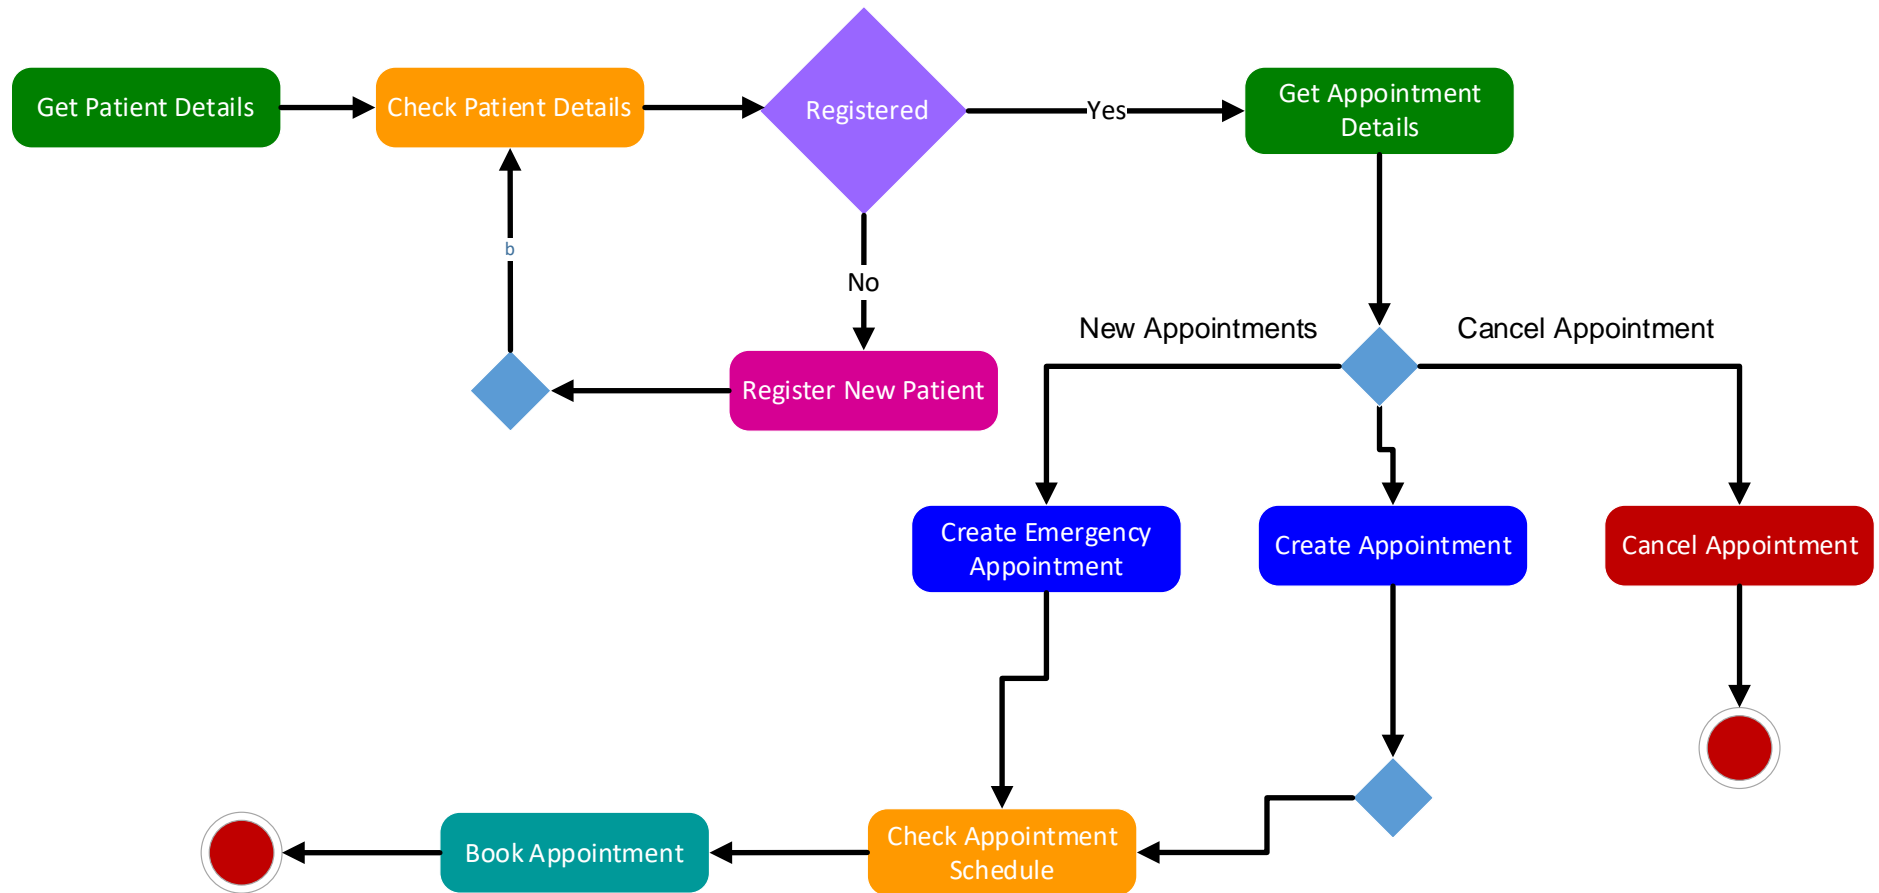 Get Patient Details
Check Patient Details
Registered
Yes
Get Appointment
Details
b
No
New Appointments
Cancel Appointment
Register New Patient
Create Emergency
Appointment
Create Appointment
Cancel Appointment
Check Appointment
Schedule
Book Appointment